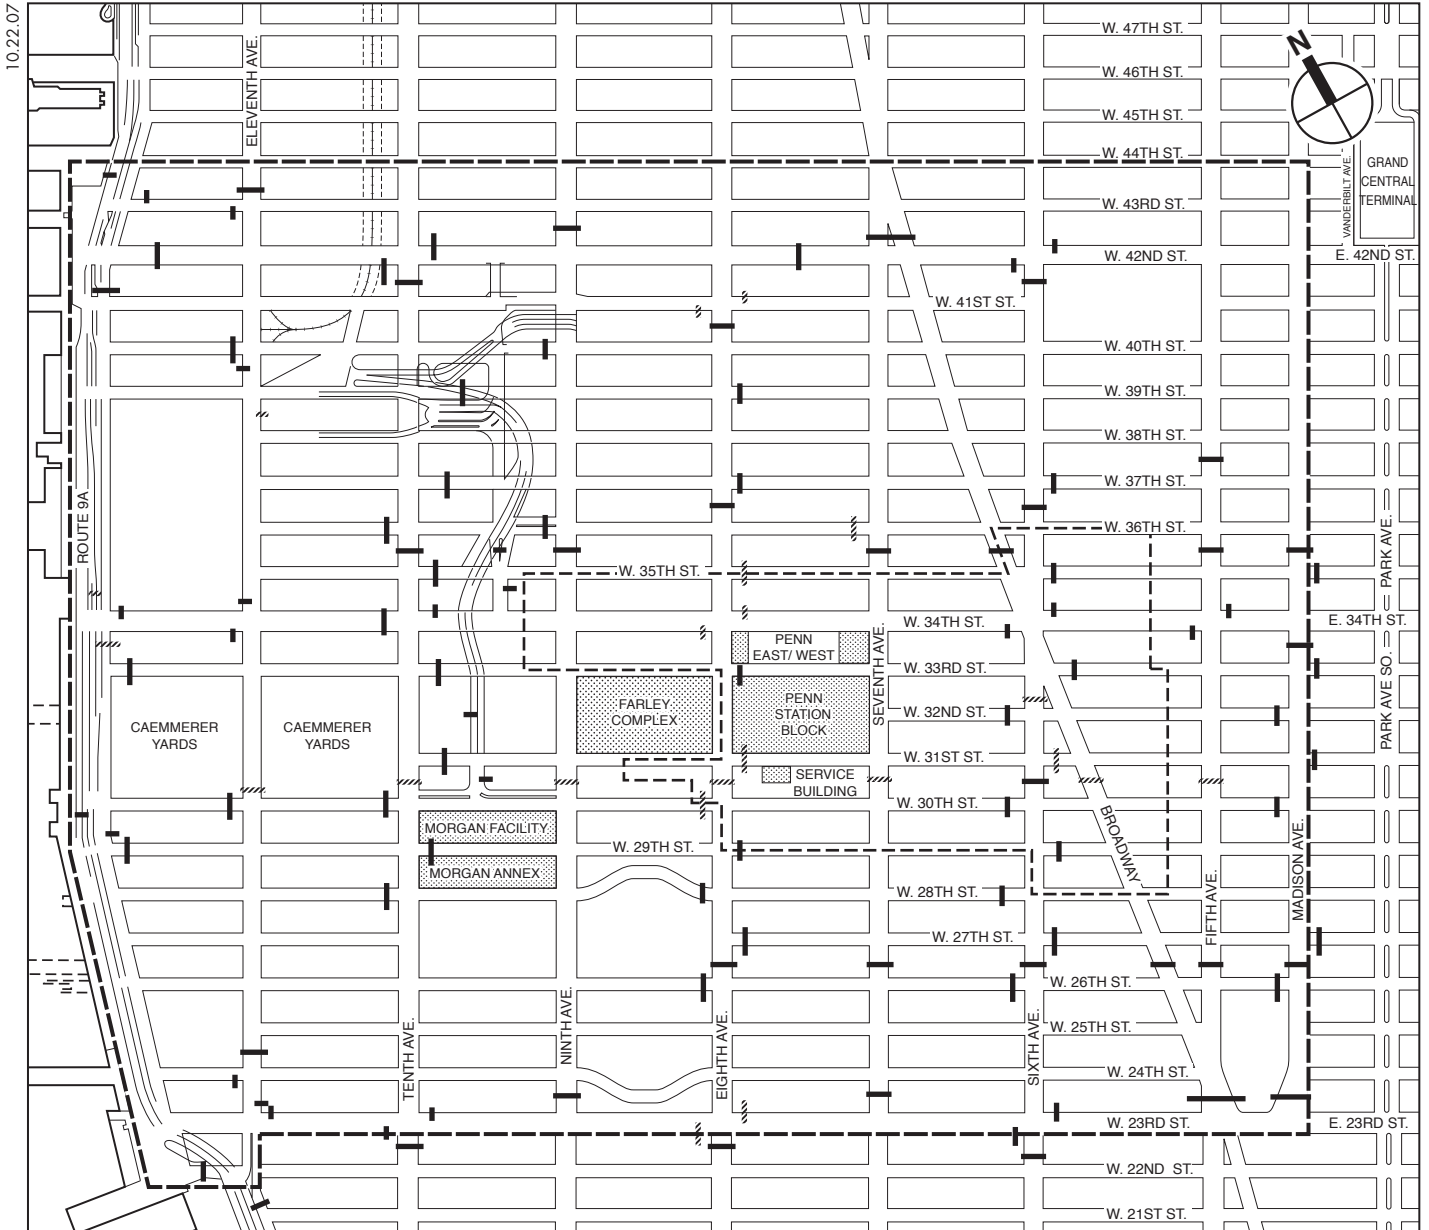 10.22.07
W. 47TH ST.
N
ELEVENTH AVE.
W. 46TH ST.
W. 45TH ST.
W. 44TH ST.
VANDERBILT AVE.
GRAND
CENTRAL
TERMINAL
W. 43RD ST.
W. 42ND ST.
E. 42ND ST.
W. 41ST ST.
W. 40TH ST.
W. 39TH ST.
W. 38TH ST.
W. 37TH ST.
ROUTE 9A
W. 36TH ST.
PARK AVE.
W. 35TH ST.
W. 34TH ST.
E. 34TH ST.
PENN
EAST/ WEST
SEVENTH AVE.
W. 33RD ST.
PARK AVE SO.
FARLEY
COMPLEX
PENN
STATION
BLOCK
W. 32ND ST.
CAEMMERER
YARDS
CAEMMERER
YARDS
W. 31ST ST.
SERVICE
BUILDING
W. 30TH ST.
BROADWAY
MORGAN FACILITY
W. 29TH ST.
MADISON AVE.
MORGAN ANNEX
W. 28TH ST.
FIFTH AVE.
W. 27TH ST.
W. 26TH ST.
TENTH AVE.
NINTH AVE.
EIGHTH AVE.
SIXTH AVE.
W. 25TH ST.
W. 24TH ST.
W. 23RD ST.
E. 23RD ST.
W. 22ND ST.
W. 21ST ST.